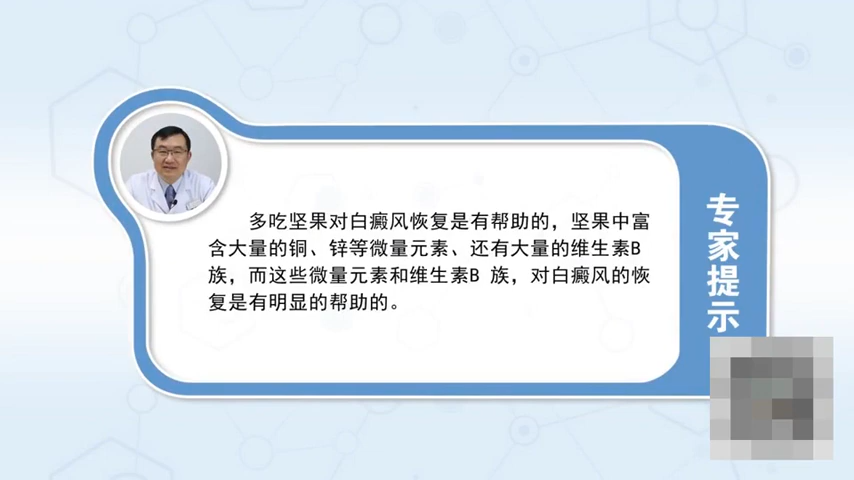 多吃坚果对白癜风恢复是有帮助的，坚果中富
含大量的铜、锌等微量元素、还有大量的维生素B
族，而这些微量元素和维生素B 族，对白癜风的恢
复是有明显的帮助的。
专家提示